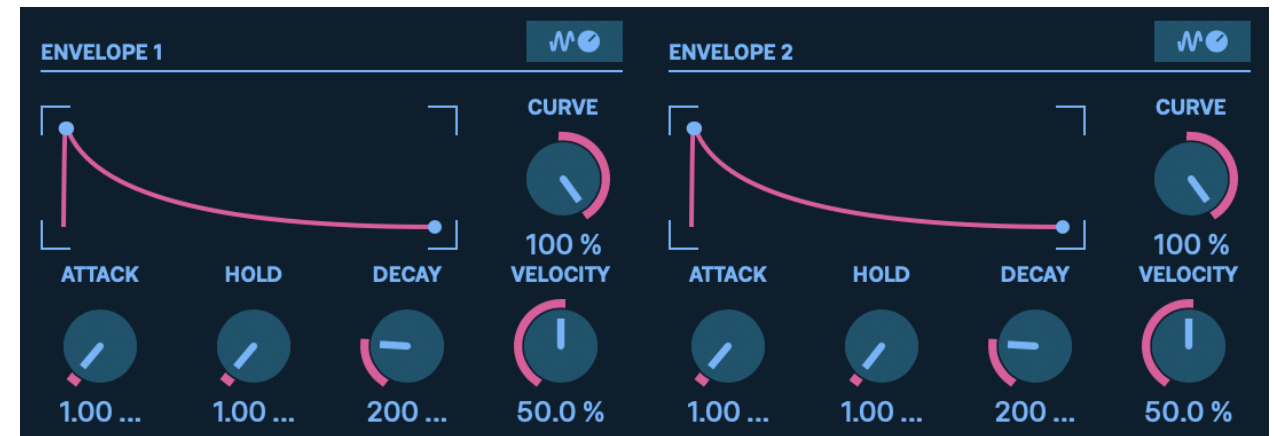 ENVELOPE 1
CURVE
100 %
ATTACK HOLD DECAY VELOCITY
1.00 ... 1.00 ... 200 ... 50.0 %
ENVELOPE 2
CURVE
100 %
ATTACK HOLD DECAY VELOCITY
1.00 ... 1.00 ... 200 ... 50.0 %